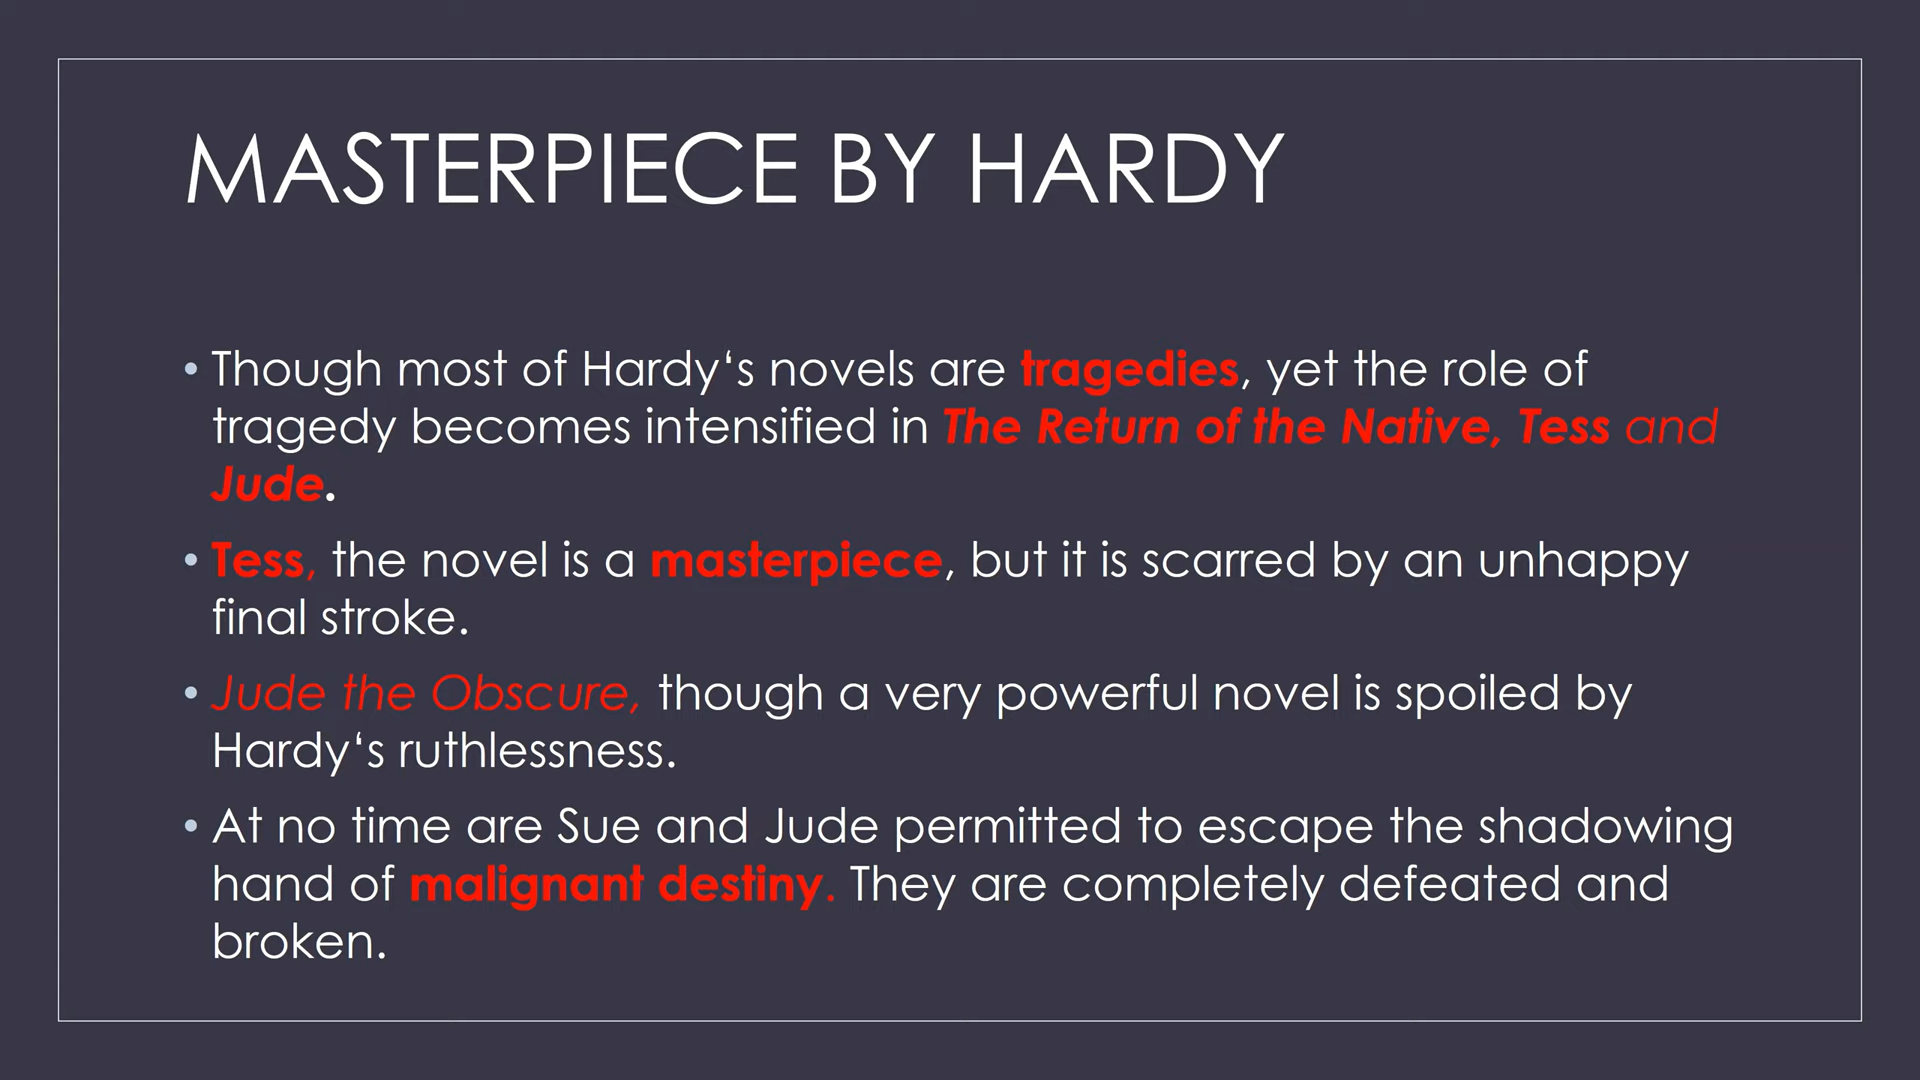 MASTERPIECE BY HARDY
• Though most of Hardy‘s novels are tragedies, yet the role of
tragedy becomes intensified in The Return of the Native, Tess and
Jude.
• Tess, the novel is a masterpiece, but it is scarred by an unhappy
final stroke.
• Jude the Obscure, though a very powerful novel is spoiled by
Hardy‘s ruthlessness.
• At no time are Sue and Jude permitted to escape the shadowing
hand of malignant destiny. They are completely defeated and
broken.